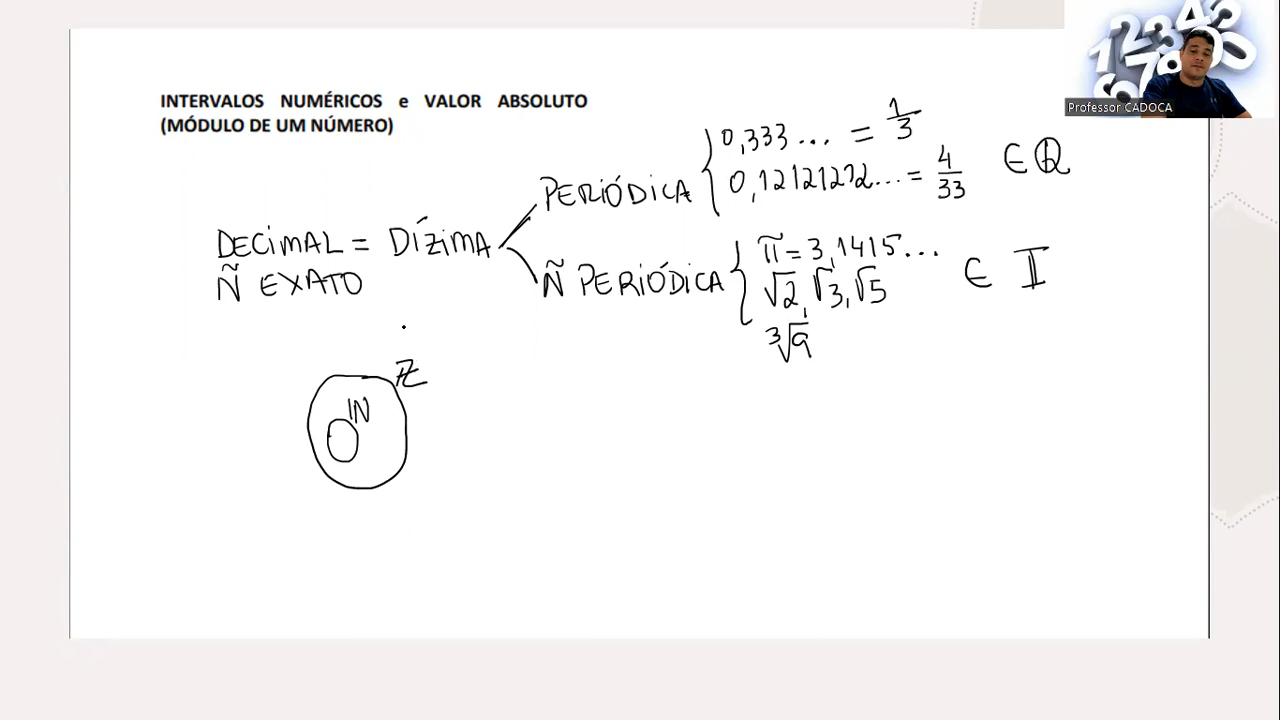 INTERVALOS NUMÉRICOS e VALOR ABSOLUTO
(MÓDULO DE UM NÚMERO)
Professor CADOCA
PERIÓDICA { 0,333... = 1/3
0,12121212... = 4/33 ∈ ℚ
DECIMAL = DÍZIMA
Ñ EXATO
Ñ PERIÓDICA { π = 3,1415...
√2, √3, √5 ∈ 𝕀
³√9
ℤ
ℕ